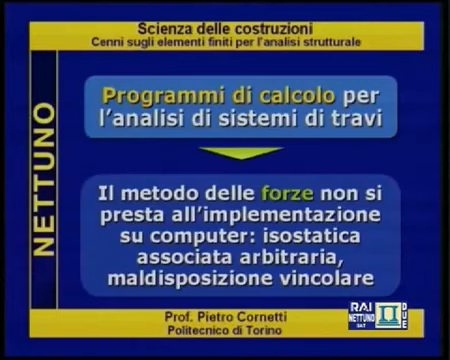 Scienza delle costruzioni
Cenni sugli elementi finiti per l'analisi strutturale
NETTUNO
Programmi di calcolo per
l'analisi di sistemi di travi
Il metodo delle forze non si
presta all'implementazione
su computer: isostatica
associata arbitraria,
maldisposizione vincolare
Prof. Pietro Cornetti
Politecnico di Torino
RAI
NETTUNO
SAT
DUE